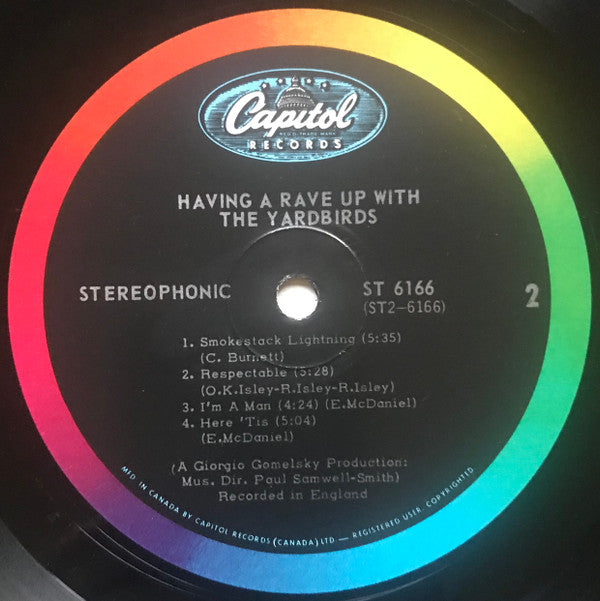 Capitol
REG'D. TRADE MARK
RECORDS
HAVING A RAVE UP WITH
THE YARDBIRDS
STEREOPHONIC
ST 6166
(ST2-6166)
2
1. Smokestack Lightning (5:35)
(C. Burnett)
2. Respectable (5:28)
(O.K.Isley-R.Isley-R.Isley)
3. I'm A Man (4:24) (E.McDaniel)
4. Here 'Tis (5:04)
(E.McDaniel)
(A Giorgio Gomelsky Production:
Mus. Dir. Paul Samwell-Smith)
Recorded in England
MFD. IN CANADA BY CAPITOL RECORDS (CANADA) LTD. — REGISTERED USER. COPYRIGHTED.